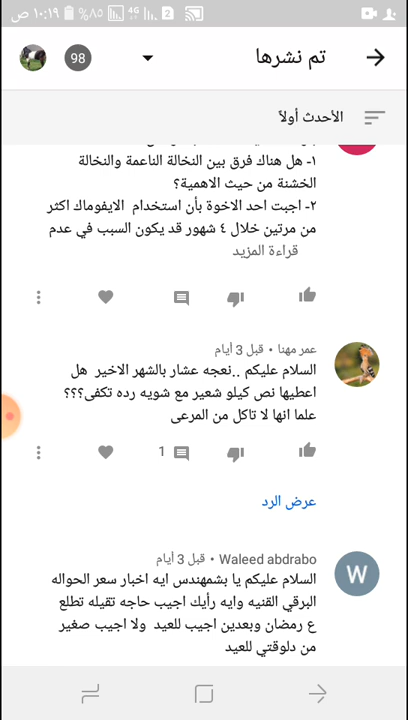 ١٠:١٩ ص
%٨٥
4G
2
تم نشرها
98
الأحدث أولاً
١- هل هناك فرق بين النخالة الناعمة والنخالة
الخشنة من حيث الاهمية؟
٢- اجبت احد الاخوة بأن استخدام الايفوماك اكثر
من مرتين خلال ٤ شهور قد يكون السبب في عدم
قراءة المزيد
عمر مهنا • قبل 3 أيام
السلام عليكم ..نعجه عشار بالشهر الاخير هل
اعطيها نص كيلو شعير مع شويه رده تكفى؟؟؟
علما انها لا تاكل من المرعى
1
عرض الرد
W
Waleed abdrabo • قبل 3 أيام
السلام عليكم يا بشمهندس ايه اخبار سعر الحواله
البرقي القنيه وايه رأيك اجيب حاجه تقيله تطلع
ع رمضان وبعدين اجيب للعيد ولا اجيب صغير
من دلوقتي للعيد